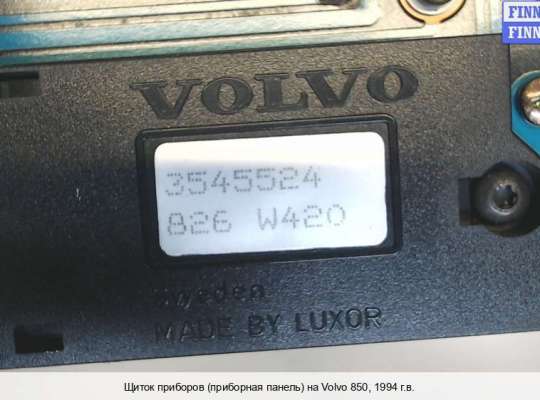 FINN
FINN
VOLVO
3545524
826 W420
Sweden
MADE BY LUXOR
Щиток приборов (приборная панель) на Volvo 850, 1994 г.в.